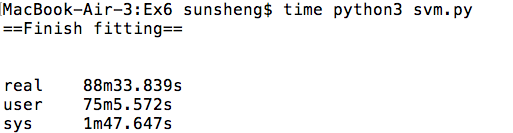 MacBook-Air-3:Ex6 sunsheng$ time python3 svm.py
==Finish fitting==
real 88m33.839s
user 75m5.572s
sys 1m47.647s